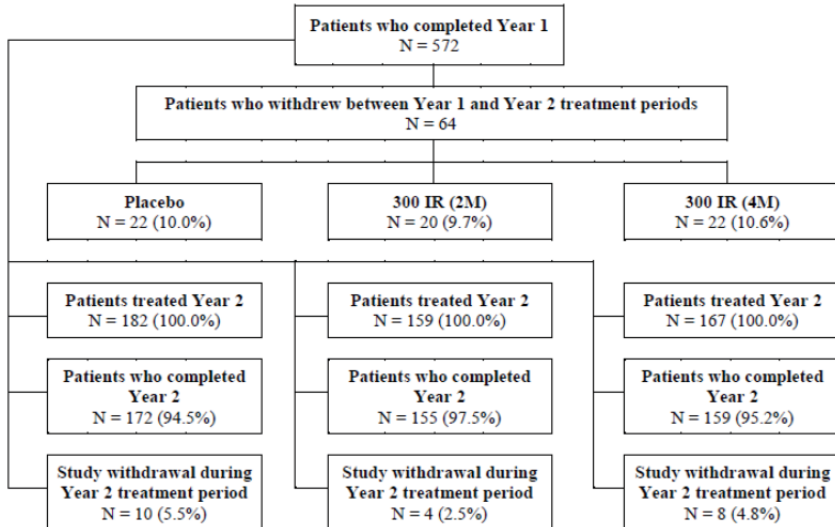 Patients who completed Year 1
N = 572
Patients who withdrew between Year 1 and Year 2 treatment periods
N = 64
Placebo
N = 22 (10.0%)
300 IR (2M)
N = 20 (9.7%)
300 IR (4M)
N = 22 (10.6%)
Patients treated Year 2
N = 182 (100.0%)
Patients treated Year 2
N = 159 (100.0%)
Patients treated Year 2
N = 167 (100.0%)
Patients who completed
Year 2
N = 172 (94.5%)
Patients who completed
Year 2
N = 155 (97.5%)
Patients who completed
Year 2
N = 159 (95.2%)
Study withdrawal during
Year 2 treatment period
N = 10 (5.5%)
Study withdrawal during
Year 2 treatment period
N = 4 (2.5%)
Study withdrawal during
Year 2 treatment period
N = 8 (4.8%)